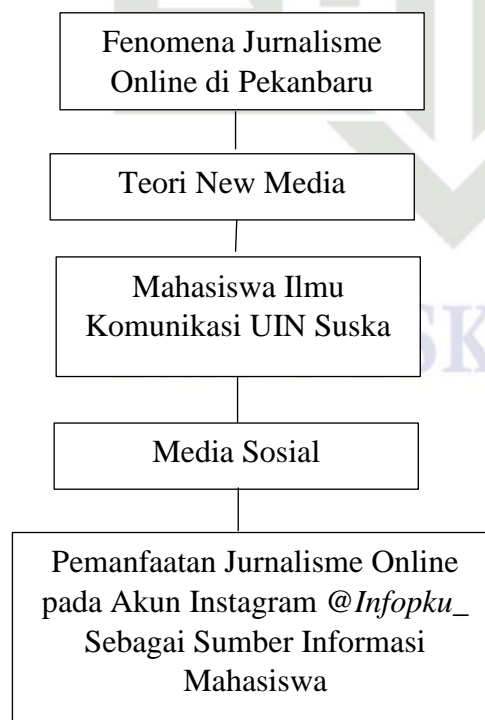 Fenomena Jurnalisme
Online di Pekanbaru
Teori New Media
Mahasiswa Ilmu
Komunikasi UIN Suska
SK
Media Sosial
Pemanfaatan Jurnalisme Online
pada Akun Instagram @Infopku_
Sebagai Sumber Informasi
Mahasiswa